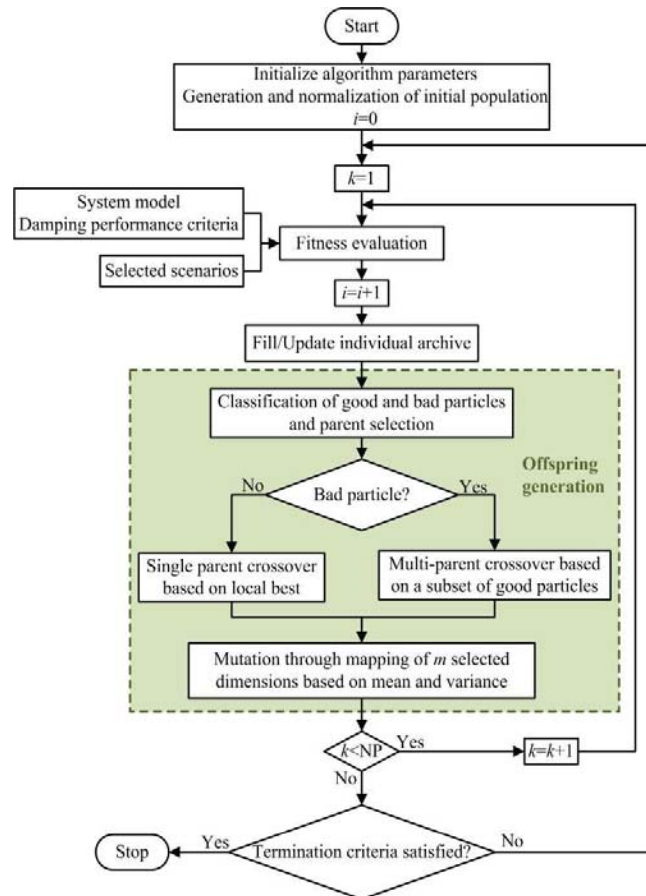 Start
Initialize algorithm parameters
Generation and normalization of initial population
i=0
k=1
System model
Damping performance criteria
Selected scenarios
Fitness evaluation
i=i+1
Fill/Update individual archive
Classification of good and bad particles
and parent selection
Offspring
generation
No
Bad particle?
Yes
Single parent crossover
based on local best
Multi-parent crossover based
on a subset of good particles
Mutation through mapping of m selected
dimensions based on mean and variance
k<NP
Yes
k=k+1
No
Stop
Yes
Termination criteria satisfied?
No